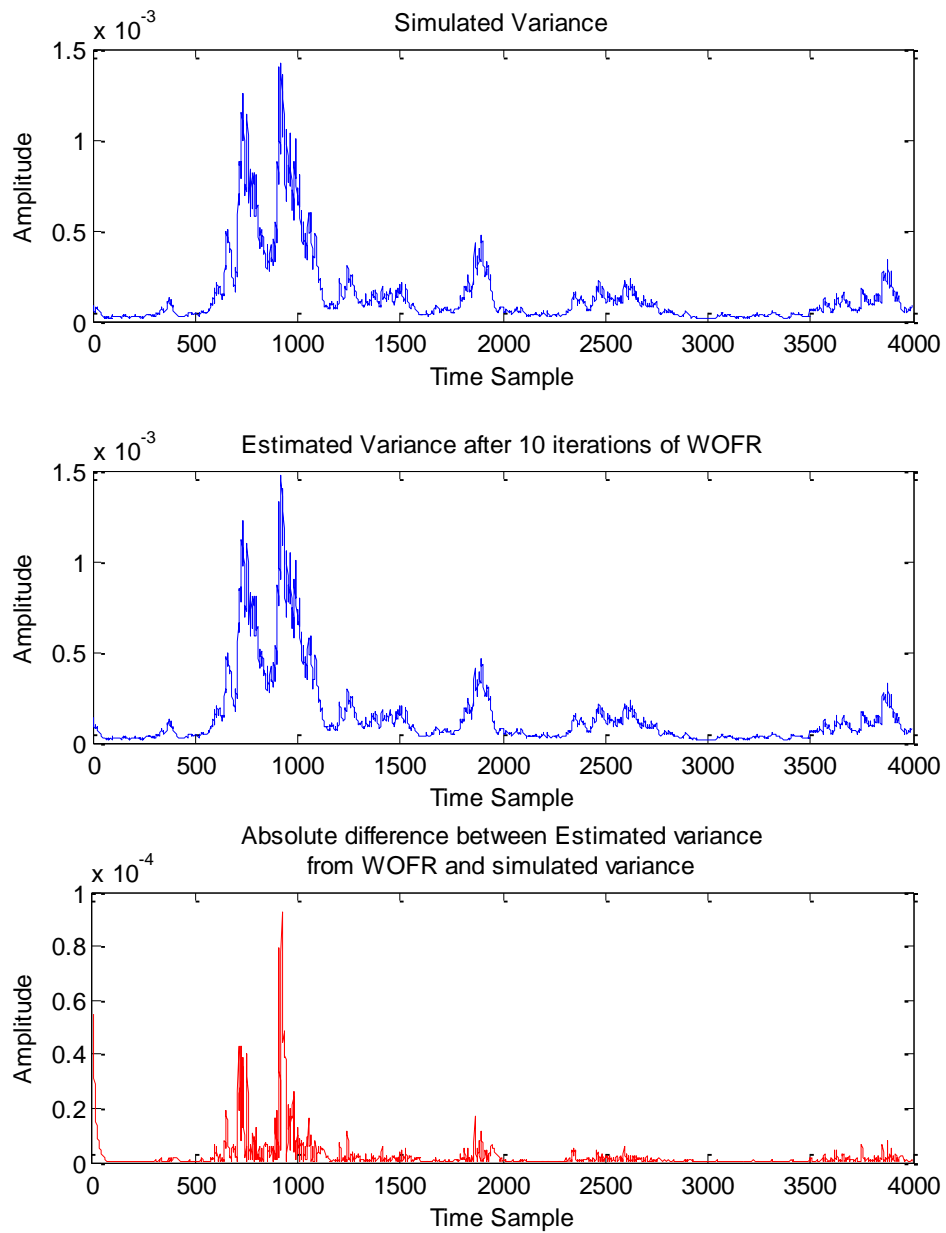 Simulated Variance
x 10^-3
1.5
1
0.5
0
Amplitude
0 500 1000 1500 2000 2500 3000 3500 4000
Time Sample
Estimated Variance after 10 iterations of WOFR
x 10^-3
1.5
1
0.5
0
Amplitude
0 500 1000 1500 2000 2500 3000 3500 4000
Time Sample
Absolute difference between Estimated variance
from WOFR and simulated variance
x 10^-4
1
0.8
0.6
0.4
0.2
0
Amplitude
0 500 1000 1500 2000 2500 3000 3500 4000
Time Sample